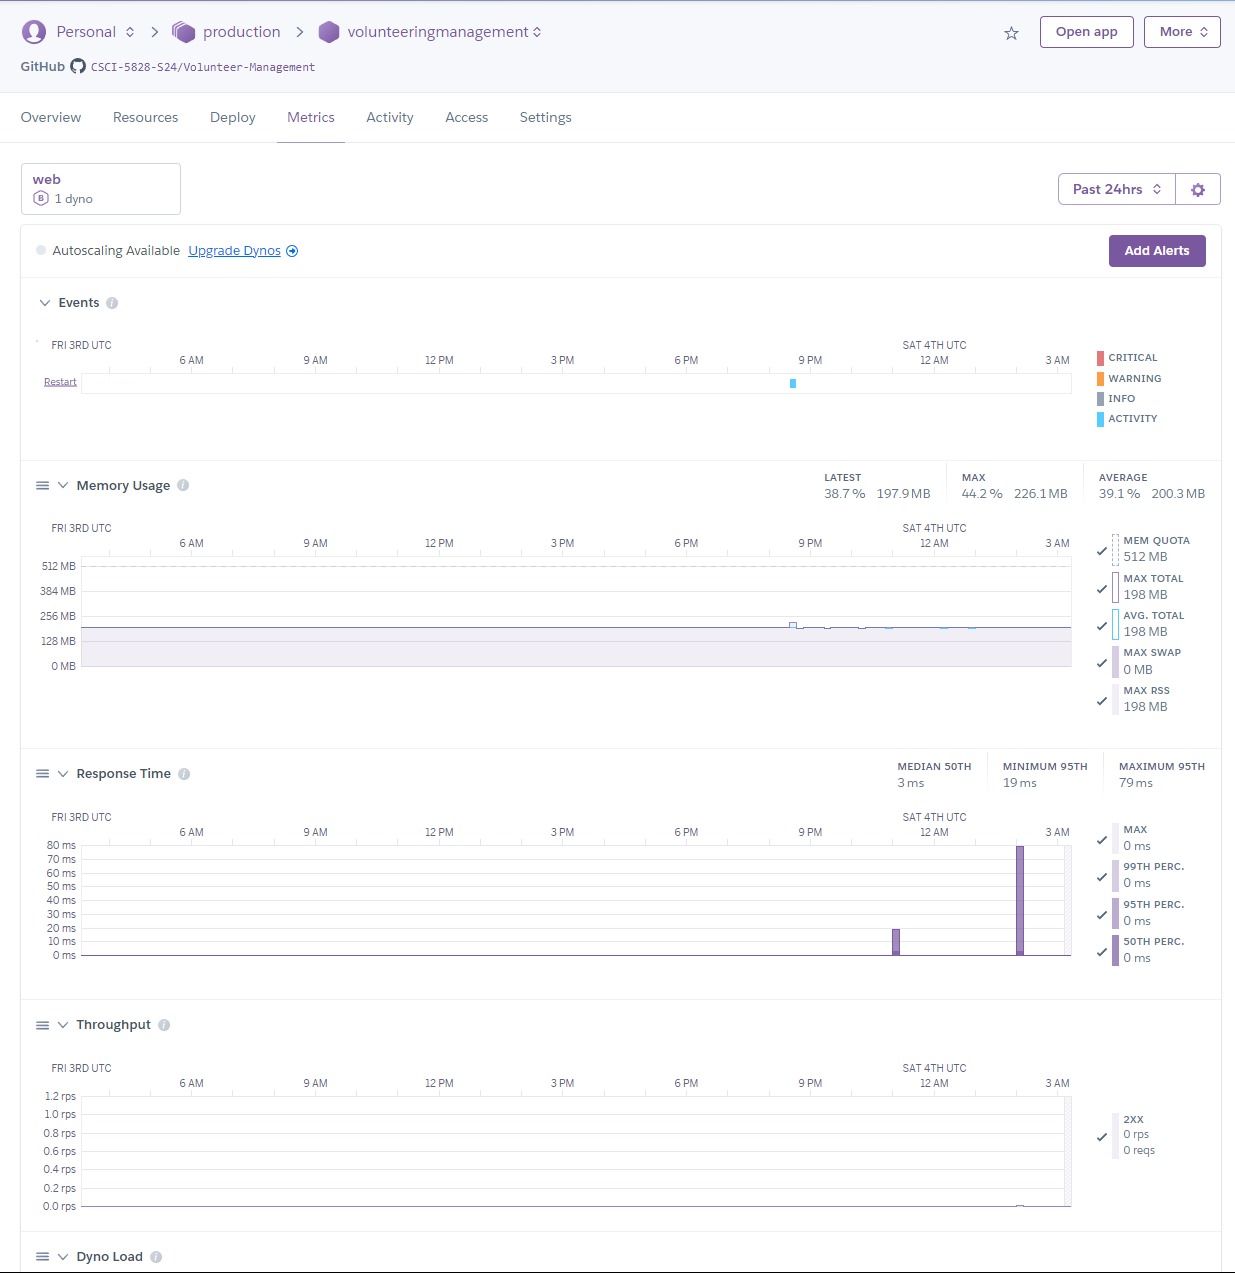 Personal > production > volunteeringmanagement
Open app
More
GitHub CSCI-5828-S24/Volunteer-Management
Overview Resources Deploy Metrics Activity Access Settings
web
B 1 dyno
Past 24hrs
Autoscaling Available Upgrade Dynos
Add Alerts
Events
FRI 3RD UTC SAT 4TH UTC
6 AM 9 AM 12 PM 3 PM 6 PM 9 PM 12 AM 3 AM
Restart
CRITICAL
WARNING
INFO
ACTIVITY
Memory Usage
LATEST MAX AVERAGE
38.7 % 197.9 MB 44.2 % 226.1 MB 39.1 % 200.3 MB
FRI 3RD UTC SAT 4TH UTC
6 AM 9 AM 12 PM 3 PM 6 PM 9 PM 12 AM 3 AM
512 MB
384 MB
256 MB
128 MB
0 MB
MEM QUOTA
512 MB
MAX TOTAL
198 MB
AVG. TOTAL
198 MB
MAX SWAP
0 MB
MAX RSS
198 MB
Response Time
MEDIAN 50TH MINIMUM 95TH MAXIMUM 95TH
3 ms 19 ms 79 ms
FRI 3RD UTC SAT 4TH UTC
6 AM 9 AM 12 PM 3 PM 6 PM 9 PM 12 AM 3 AM
80 ms
70 ms
60 ms
50 ms
40 ms
30 ms
20 ms
10 ms
0 ms
MAX
0 ms
99TH PERC.
0 ms
95TH PERC.
0 ms
50TH PERC.
0 ms
Throughput
FRI 3RD UTC SAT 4TH UTC
6 AM 9 AM 12 PM 3 PM 6 PM 9 PM 12 AM 3 AM
1.2 rps
1.0 rps
0.8 rps
0.6 rps
0.4 rps
0.2 rps
0.0 rps
2XX
0 rps
0 reqs
Dyno Load